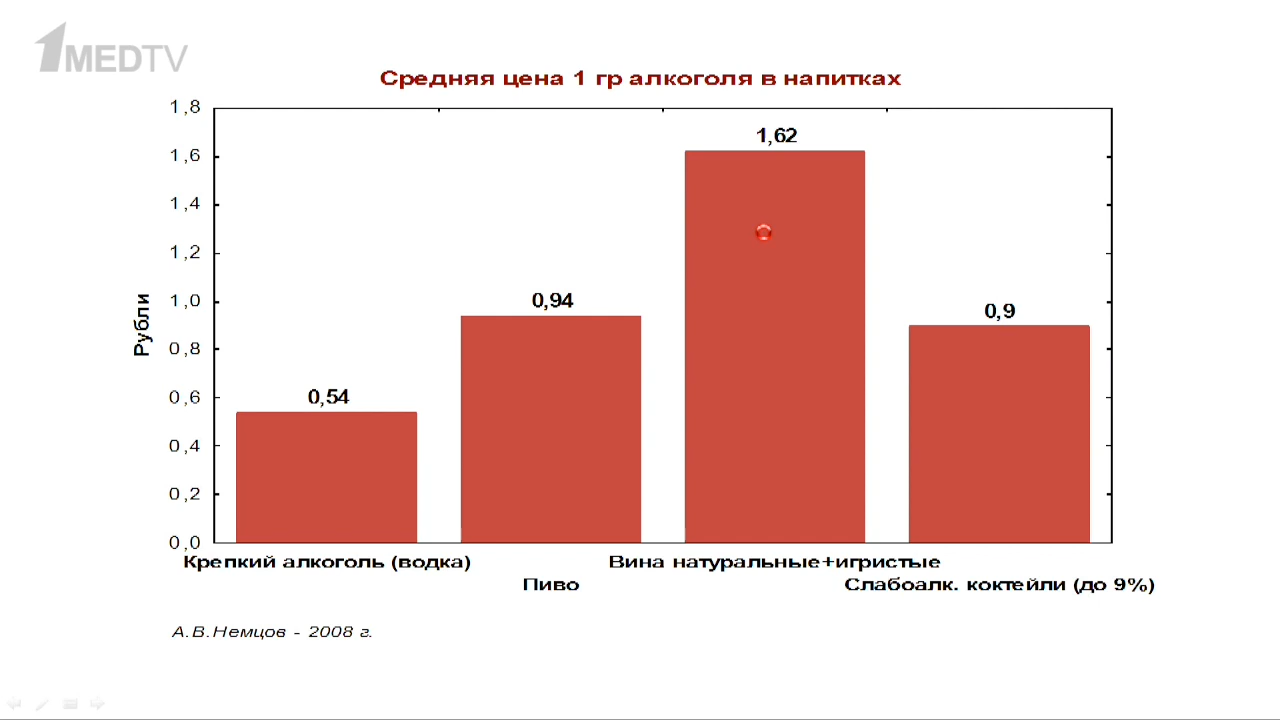 1MEDTV
Средняя цена 1 гр алкоголя в напитках
1,8
1,6
1,4
1,2
1,0
0,8
0,6
0,4
0,2
0,0
Рубли
0,54
0,94
1,62
0,9
Крепкий алкоголь (водка)
Пиво
Вина натуральные+игристые
Слабоалк. коктейли (до 9%)
А.В.Немцов - 2008 г.